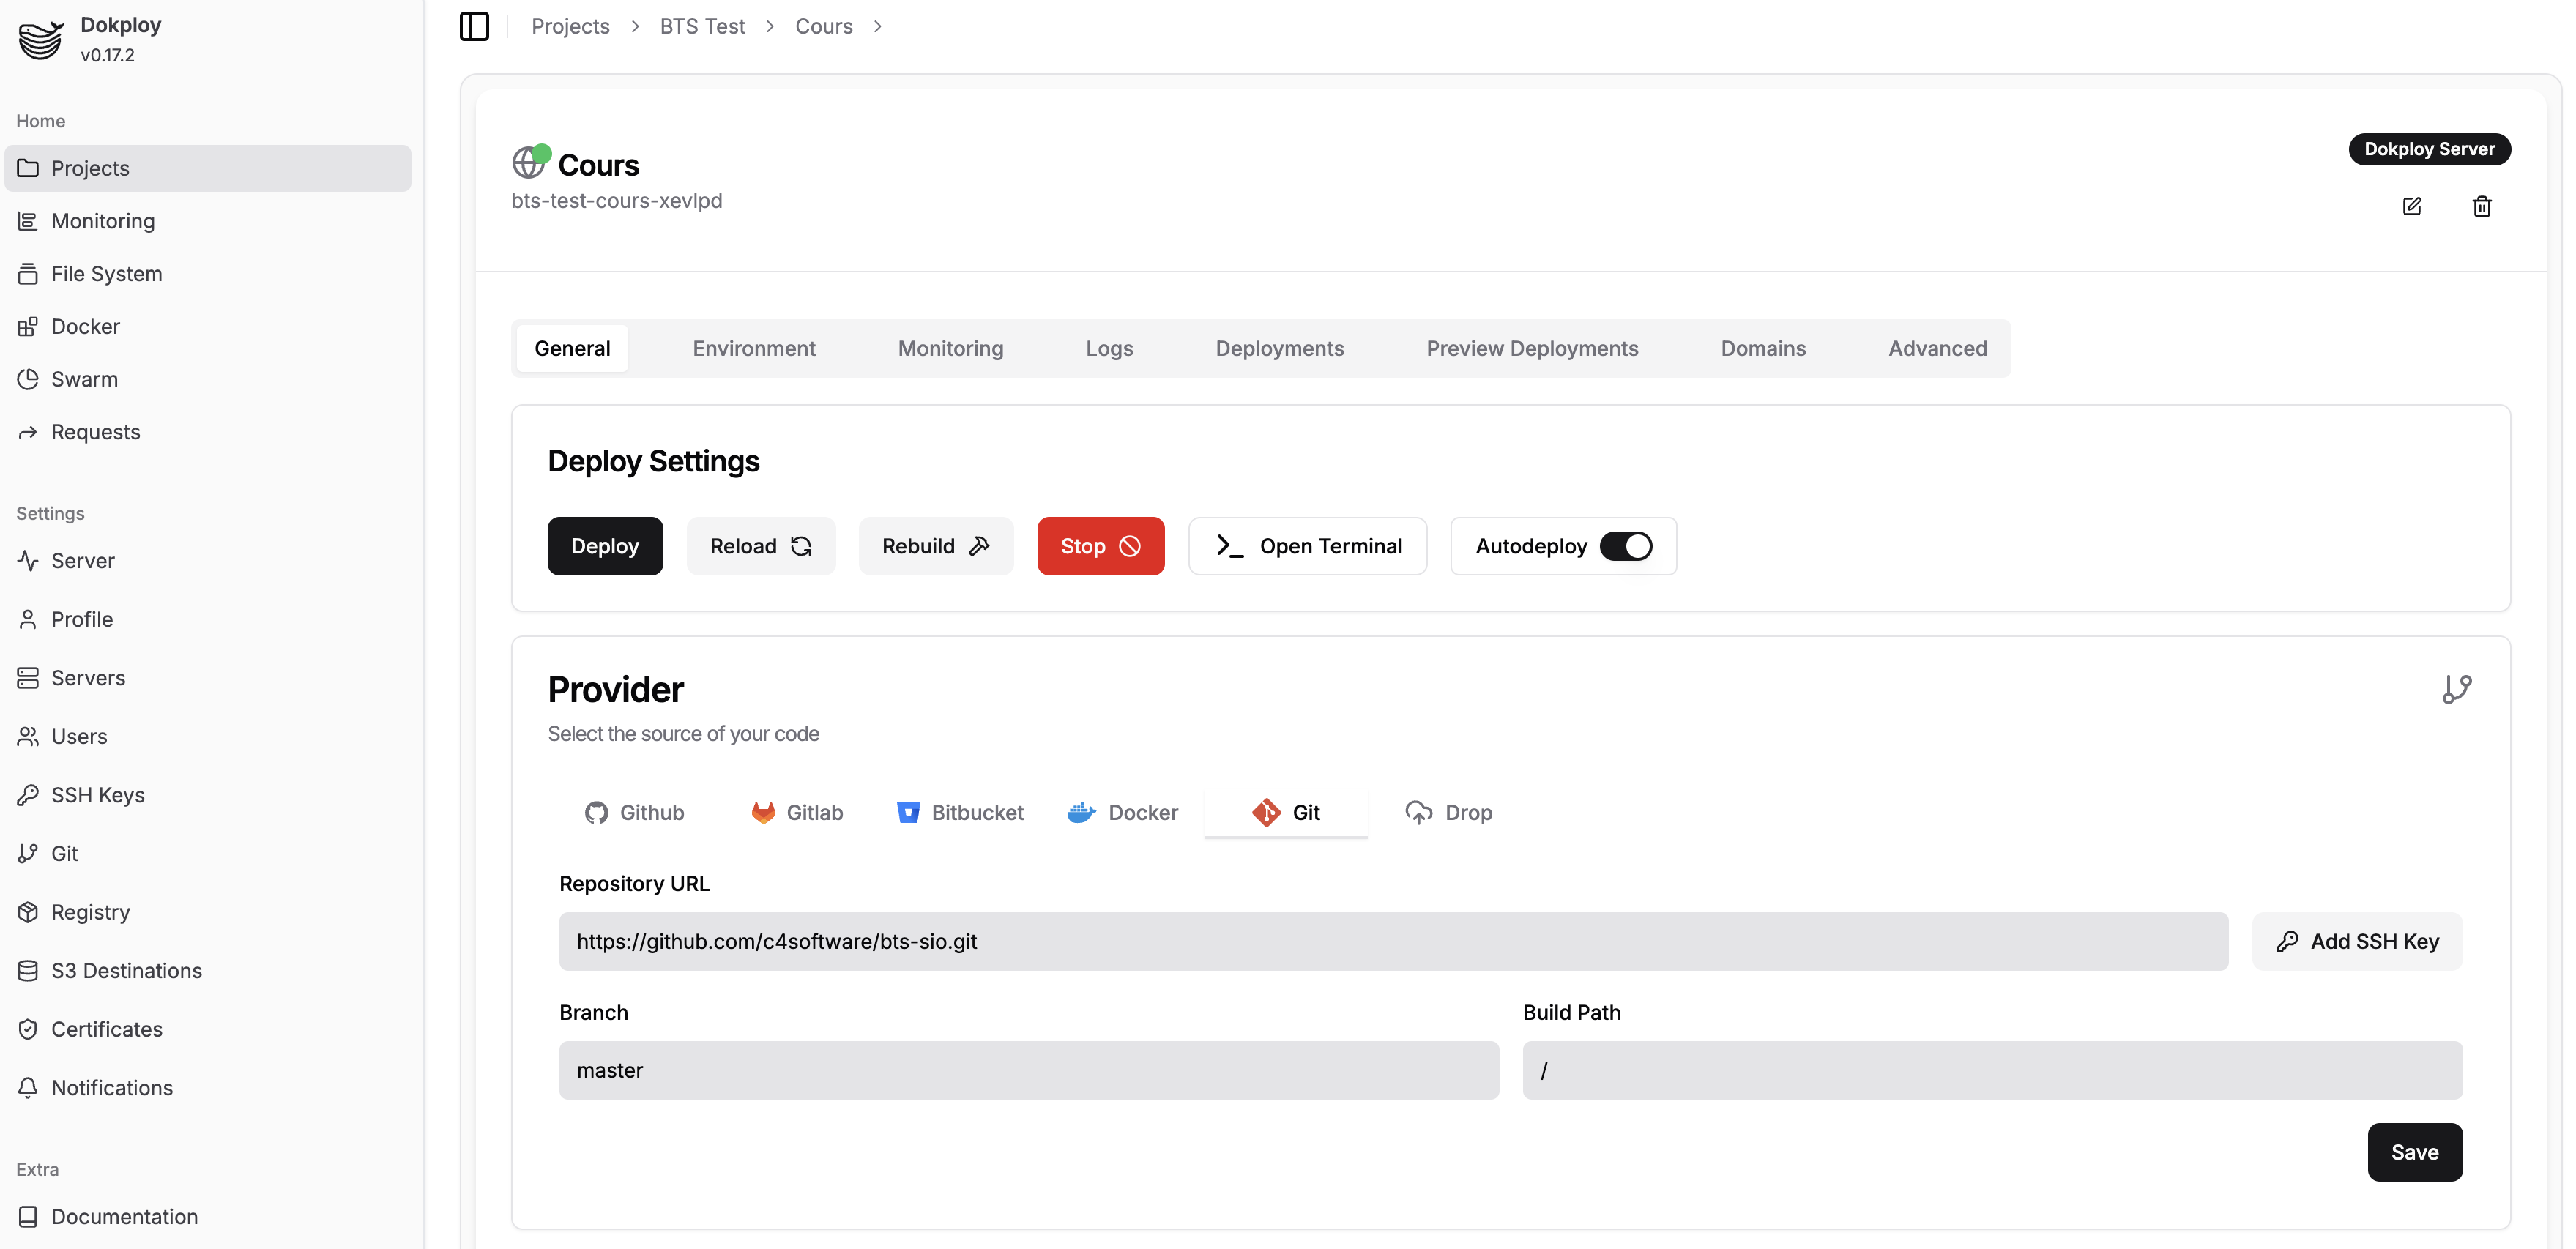 Dokploy
v0.17.2
Home
Projects
Monitoring
File System
Docker
Swarm
Requests
Settings
Server
Profile
Servers
Users
SSH Keys
Git
Registry
S3 Destinations
Certificates
Notifications
Extra
Documentation
Projects > BTS Test > Cours >
Cours
bts-test-cours-xevlpd
Dokploy Server
General Environment Monitoring Logs Deployments Preview Deployments Domains Advanced
Deploy Settings
Deploy Reload Rebuild Stop Open Terminal Autodeploy
Provider
Select the source of your code
Github Gitlab Bitbucket Docker Git Drop
Repository URL
https://github.com/c4software/bts-sio.git Add SSH Key
Branch Build Path
master /
Save